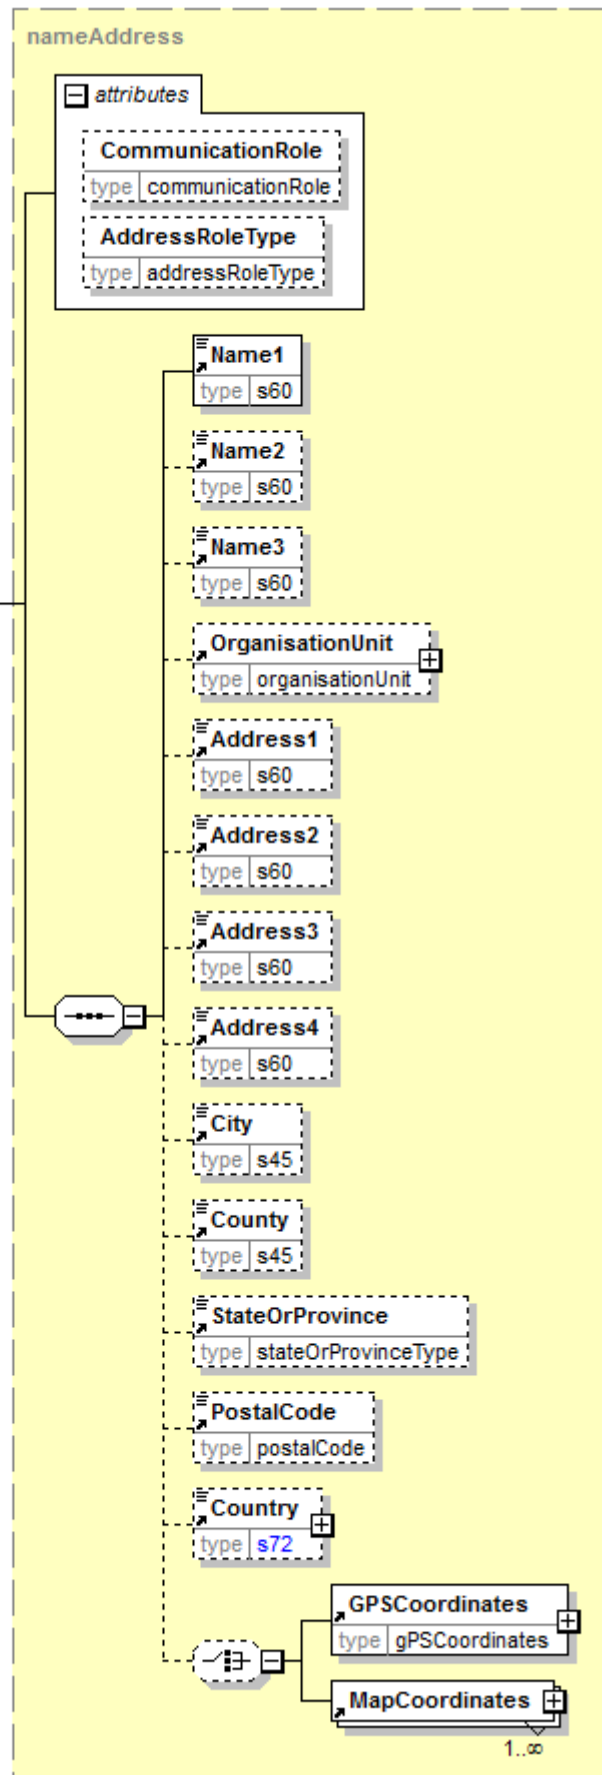 nameAddress
attributes
CommunicationRole
type communicationRole
AddressRoleType
type addressRoleType
Name1
type s60
Name2
type s60
Name3
type s60
OrganisationUnit
type organisationUnit
Address1
type s60
Address2
type s60
Address3
type s60
Address4
type s60
City
type s45
County
type s45
StateOrProvince
type stateOrProvinceType
PostalCode
type postalCode
Country
type s72
GPSCoordinates
type gPSCoordinates
MapCoordinates
1..∞